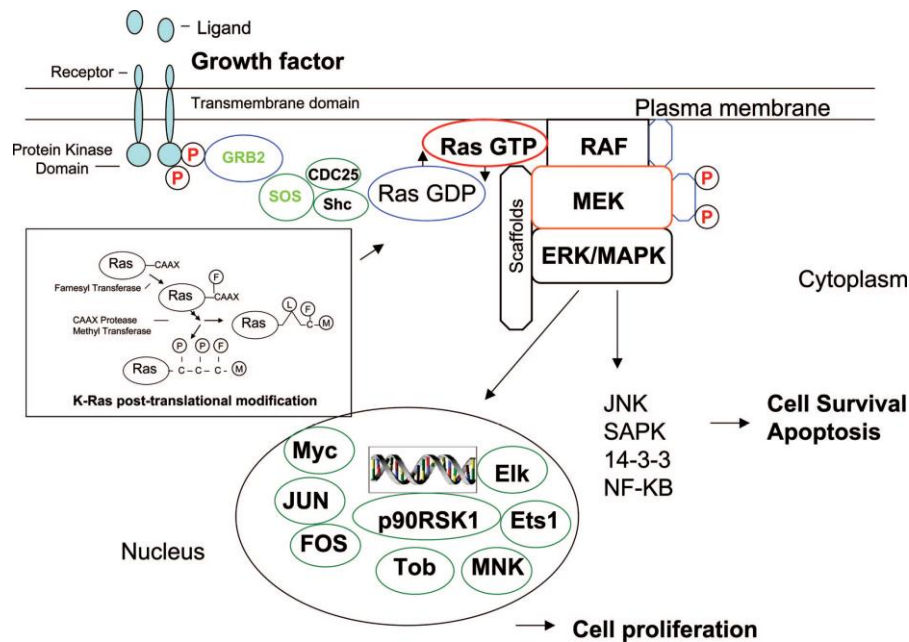 Ligand
Growth factor
Receptor
Transmembrane domain
Plasma membrane
Protein Kinase
Domain
P
P
GRB2
SOS
CDC25
Shc
Ras GDP
Ras GTP
RAF
MEK
ERK/MAPK
Scaffolds
P
P
Cytoplasm
Ras
CAAX
Farnesyl Transferase
F
Ras
CAAX
CAAX Protease
Methyl Transferase
L
F
Ras
C
M
P
P
F
Ras
C
C
C
M
K-Ras post-translational modification
JNK
SAPK
14-3-3
NF-KB
Cell Survival
Apoptosis
Myc
JUN
FOS
Elk
p90RSK1
Ets1
Tob
MNK
Nucleus
Cell proliferation